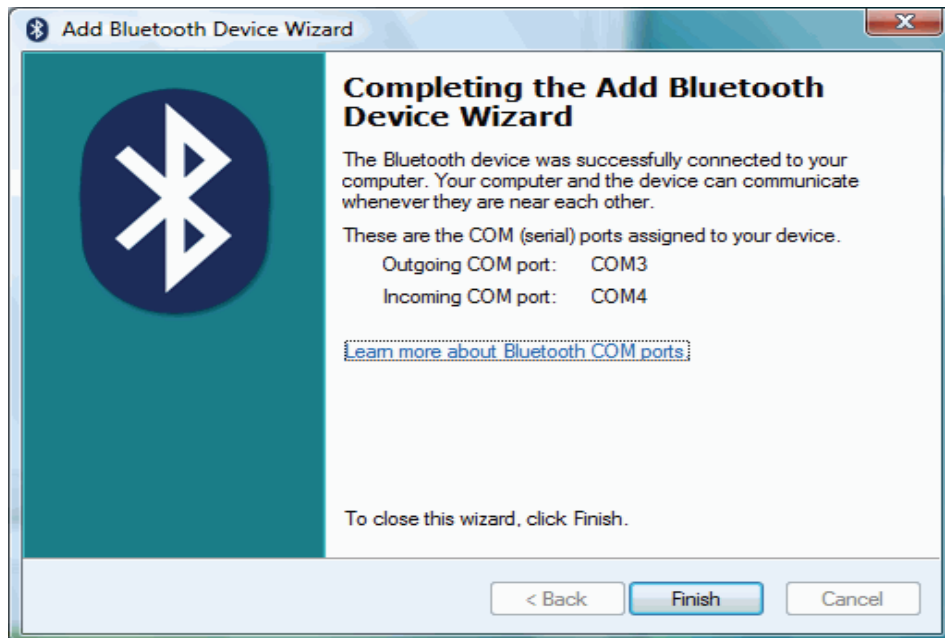 Add Bluetooth Device Wizard
Completing the Add Bluetooth
Device Wizard
The Bluetooth device was successfully connected to your
computer. Your computer and the device can communicate
whenever they are near each other.
These are the COM (serial) ports assigned to your device.
Outgoing COM port: COM3
Incoming COM port: COM4
Learn more about Bluetooth COM ports.
To close this wizard, click Finish.
< Back Finish Cancel